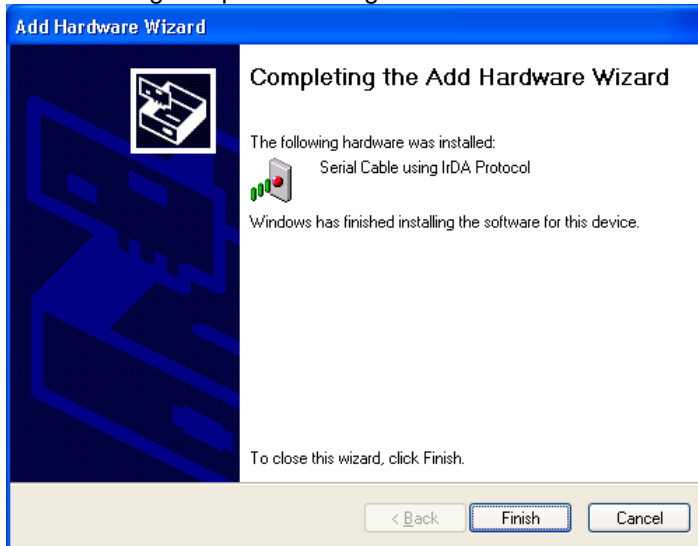 Add Hardware Wizard
Completing the Add Hardware Wizard
The following hardware was installed:
Serial Cable using IrDA Protocol
Windows has finished installing the software for this device.
To close this wizard, click Finish.
< Back Finish Cancel